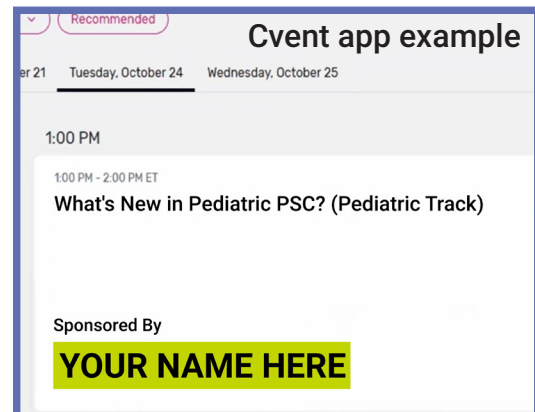 Recommended
Cvent app example
er 21 Tuesday, October 24 Wednesday, October 25
1:00 PM
1:00 PM - 2:00 PM ET
What's New in Pediatric PSC? (Pediatric Track)
Sponsored By
YOUR NAME HERE